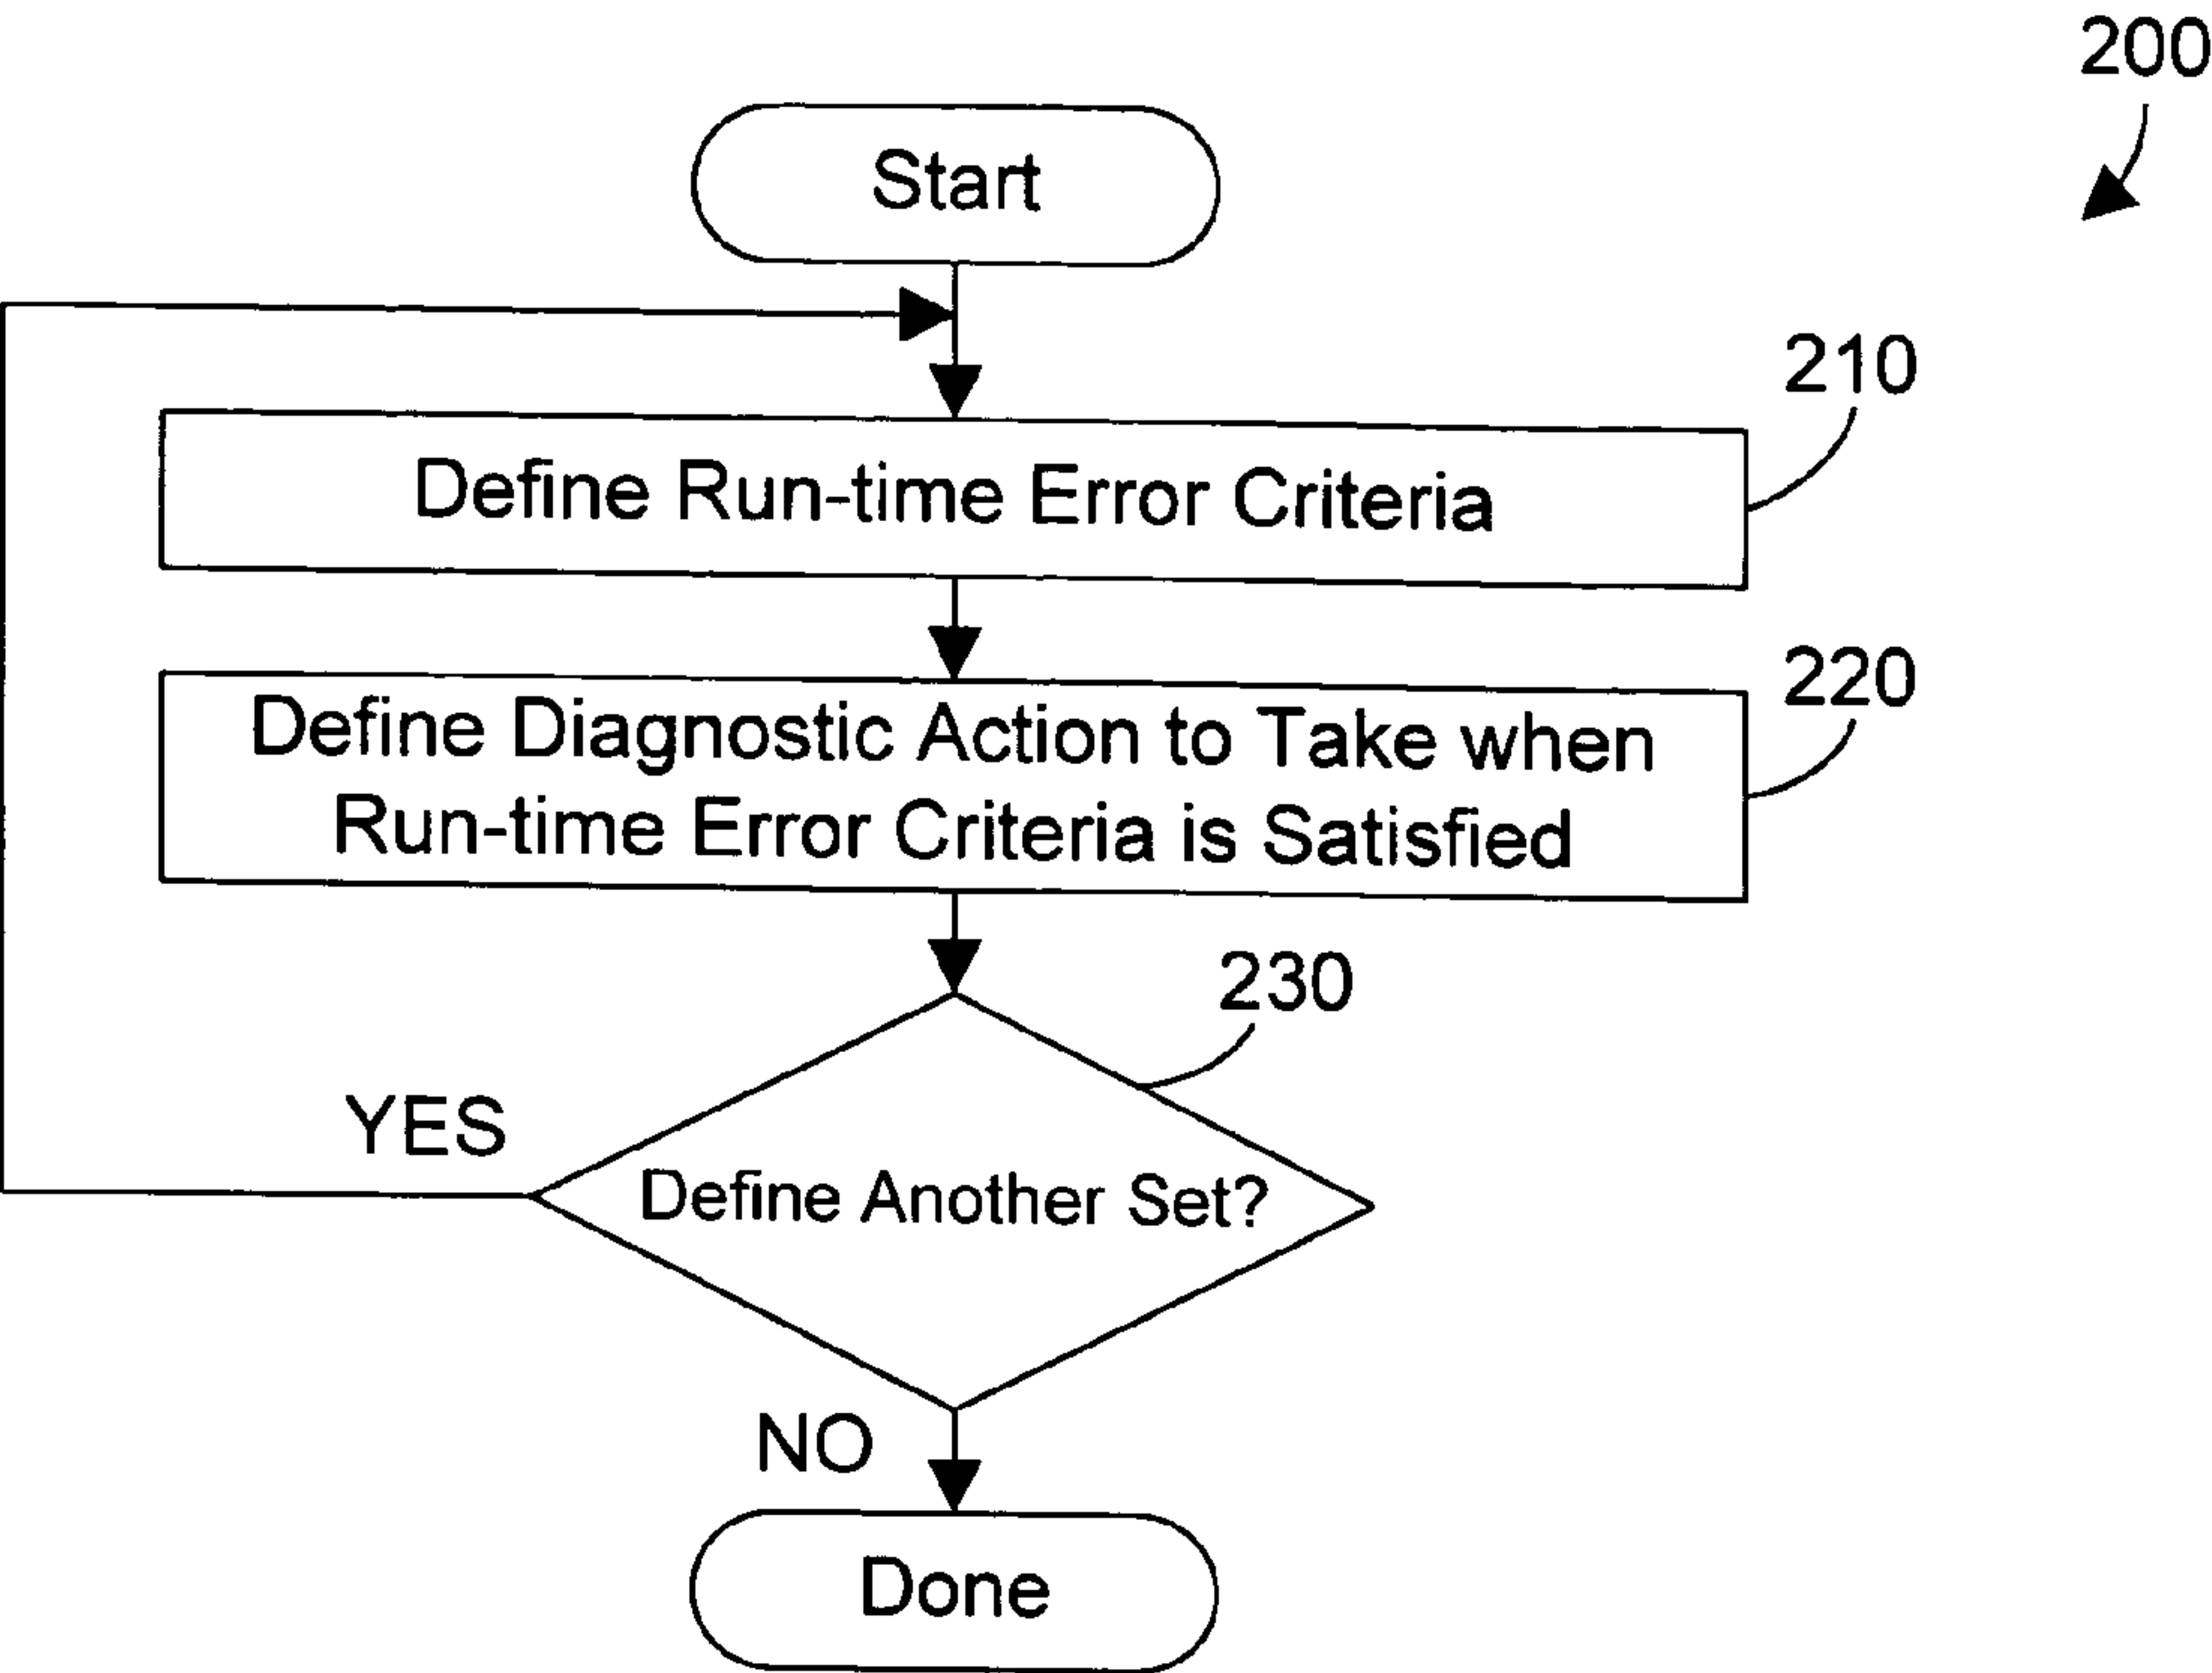 200
Start
210
Define Run-time Error Criteria
220
Define Diagnostic Action to Take when
Run-time Error Criteria is Satisfied
230
YES
Define Another Set?
NO
Done